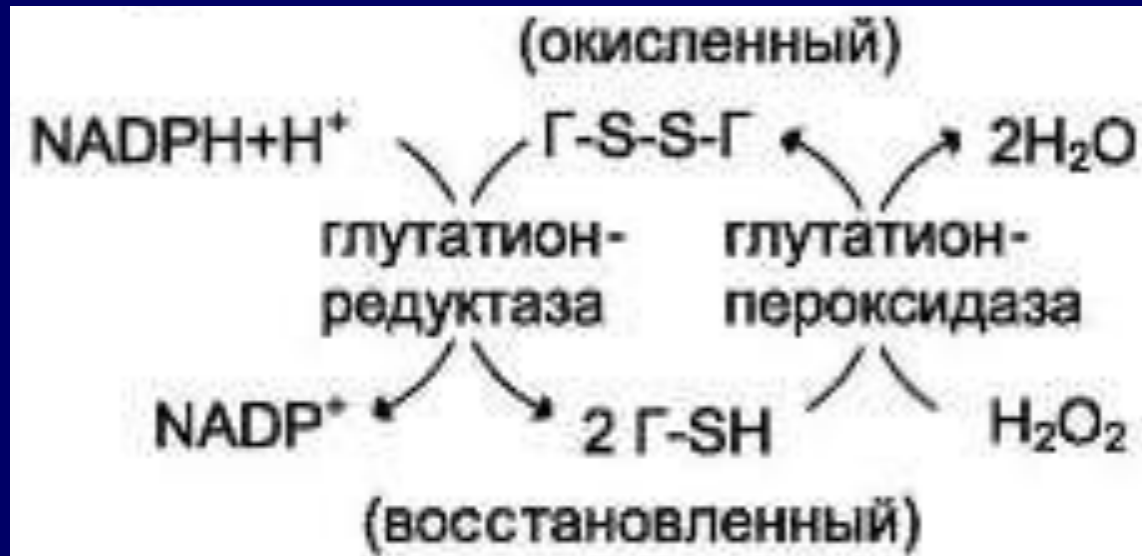 (окисленный)
NADPH+H⁺ Г-S-S-Г 2H₂O
глутатион- глутатион-
редуктаза пероксидаза
NADP⁺ 2 Г-SH H₂O₂
(восстановленный)